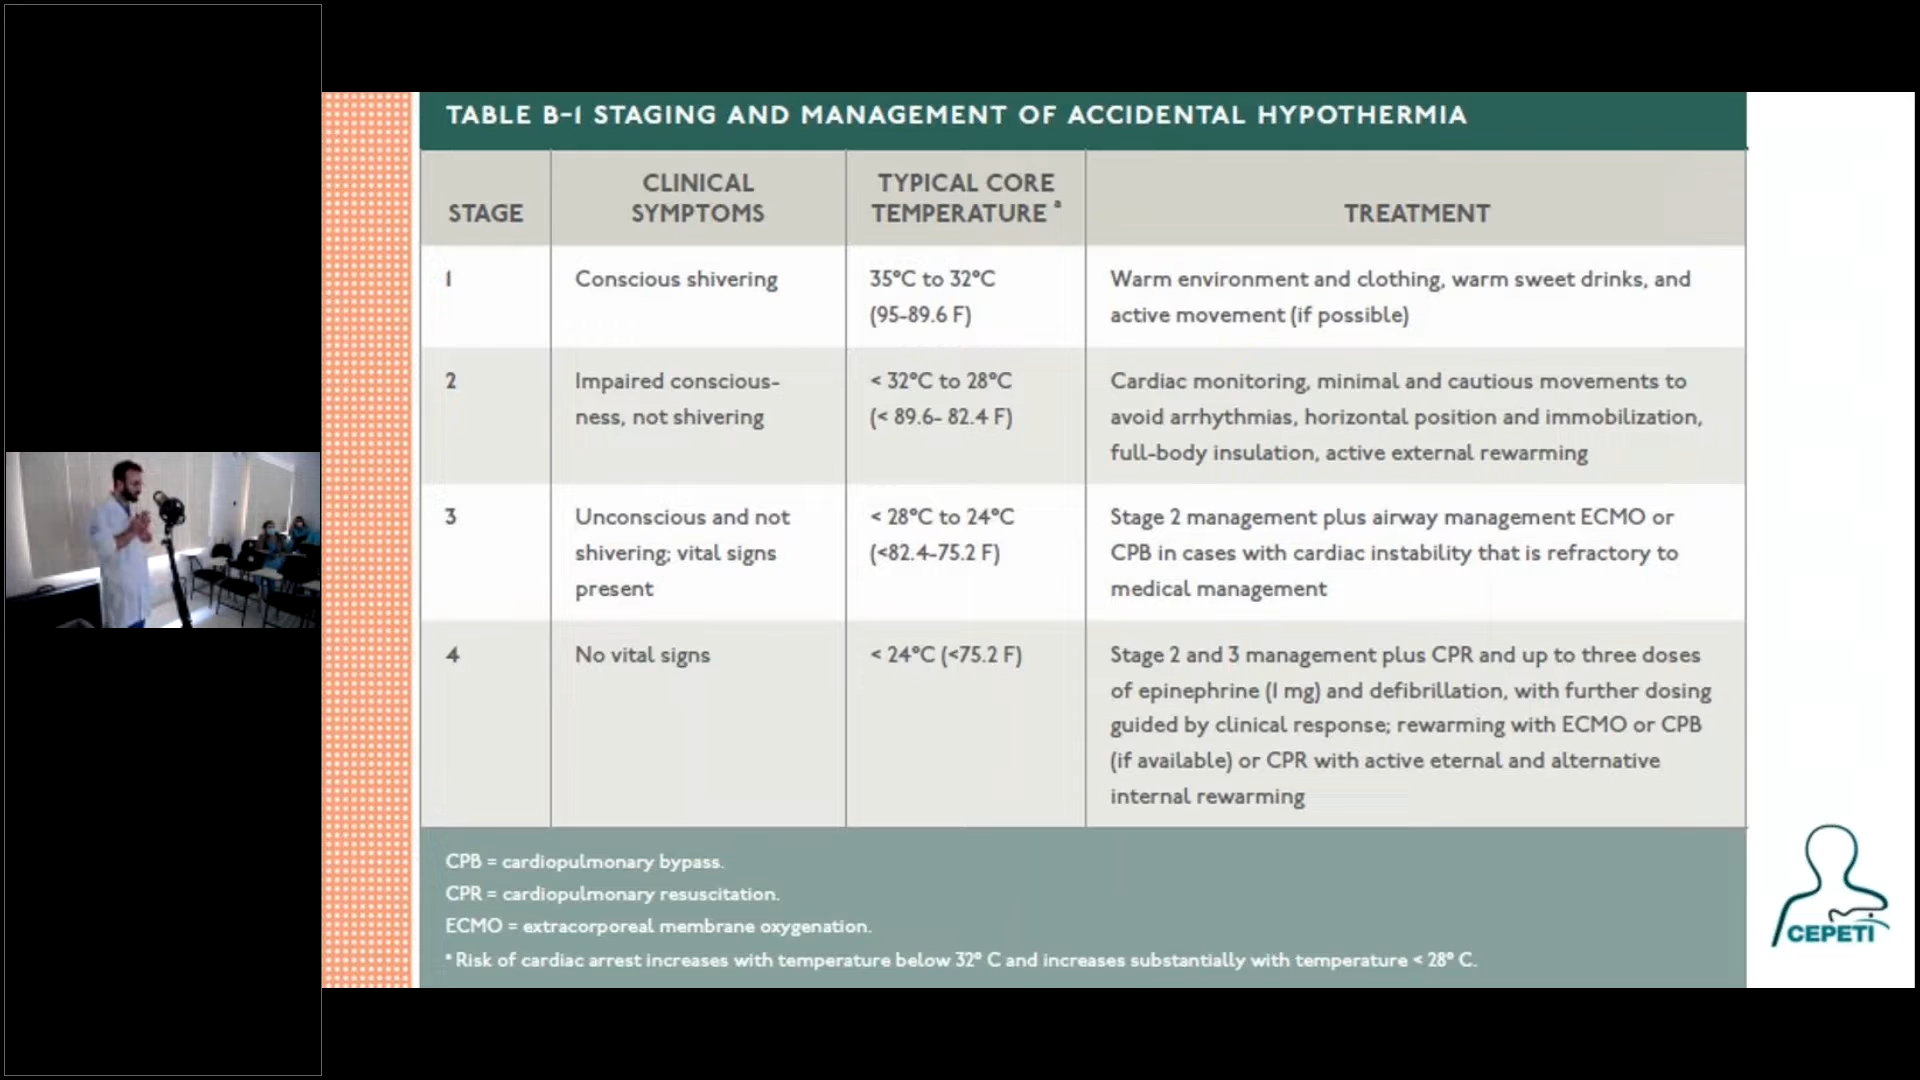 TABLE B-1 STAGING AND MANAGEMENT OF ACCIDENTAL HYPOTHERMIA
STAGE
CLINICAL
SYMPTOMS
TYPICAL CORE
TEMPERATURE ª
TREATMENT
1
Conscious shivering
35°C to 32°C
(95-89.6 F)
Warm environment and clothing, warm sweet drinks, and
active movement (if possible)
2
Impaired conscious-
ness, not shivering
< 32°C to 28°C
(< 89.6- 82.4 F)
Cardiac monitoring, minimal and cautious movements to
avoid arrhythmias, horizontal position and immobilization,
full-body insulation, active external rewarming
3
Unconscious and not
shivering; vital signs
present
< 28°C to 24°C
(<82.4-75.2 F)
Stage 2 management plus airway management ECMO or
CPB in cases with cardiac instability that is refractory to
medical management
4
No vital signs
< 24°C (<75.2 F)
Stage 2 and 3 management plus CPR and up to three doses
of epinephrine (1 mg) and defibrillation, with further dosing
guided by clinical response; rewarming with ECMO or CPB
(if available) or CPR with active eternal and alternative
internal rewarming
CPB = cardiopulmonary bypass.
CPR = cardiopulmonary resuscitation.
ECMO = extracorporeal membrane oxygenation.
ª Risk of cardiac arrest increases with temperature below 32° C and increases substantially with temperature < 28° C.
CEPETI